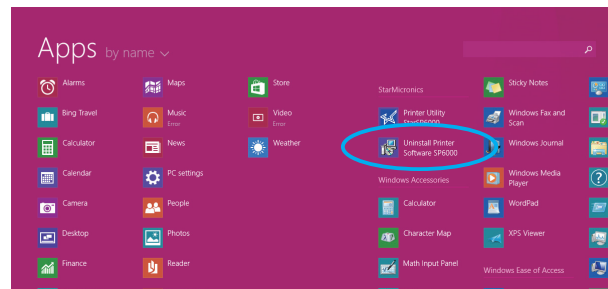 Apps by name
Alarms
Bing Travel
Calculator
Calendar
Camera
Desktop
Finance
Maps
Music
Error
News
PC settings
People
Photos
Reader
Store
Video
Error
Weather
StarMicronics
Printer Utility
StarSP6000
Uninstall Printer
Software SP6000
Windows Accessories
Calculator
Character Map
Math Input Panel
Sticky Notes
Windows Fax and
Scan
Windows Journal
Windows Media
Player
WordPad
XPS Viewer
Windows Ease of Access